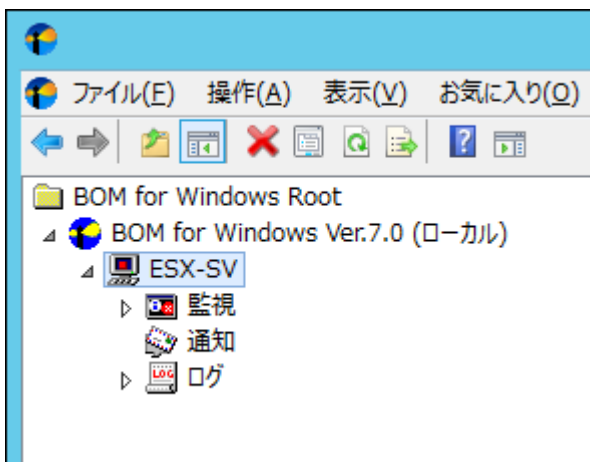 ファイル(F) 操作(A) 表示(V) お気に入り(O)
BOM for Windows Root
BOM for Windows Ver.7.0 (ローカル)
ESX-SV
監視
通知
LOG ログ